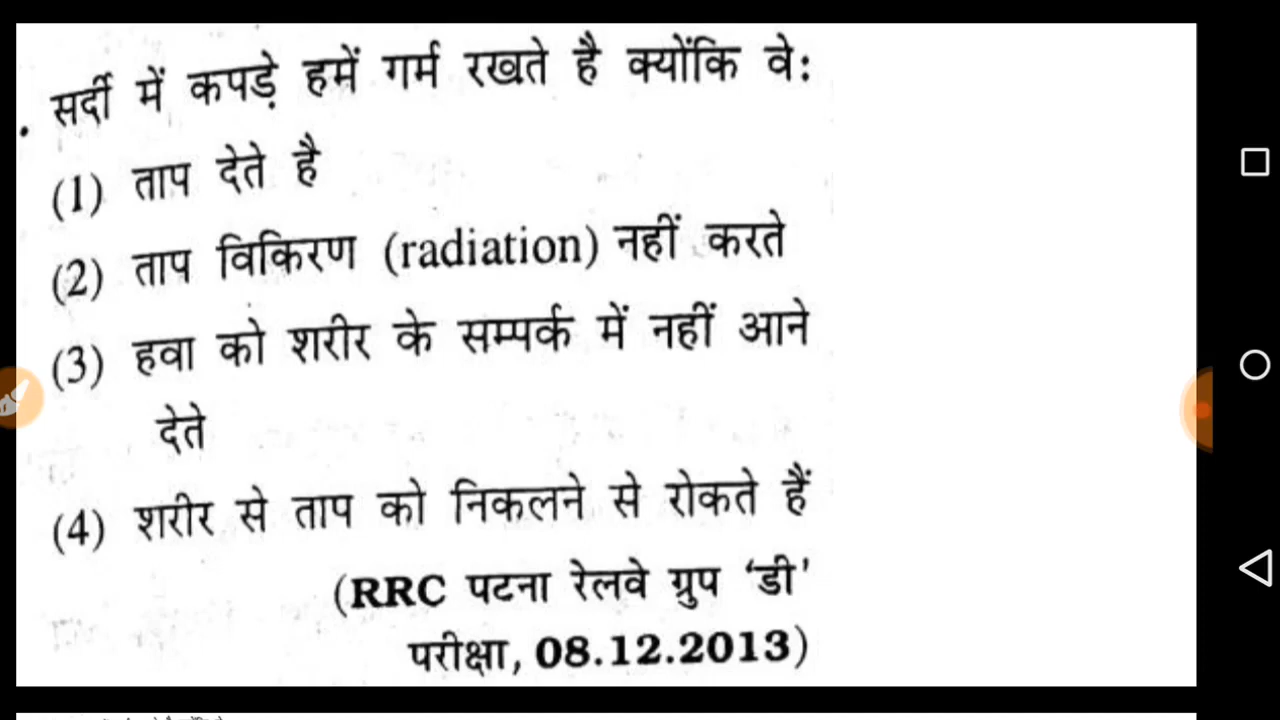 . सर्दी में कपड़े हमें गर्म रखते है क्योंकि वे:
(1) ताप देते है
(2) ताप विकिरण (radiation) नहीं करते
(3) हवा को शरीर के सम्पर्क में नहीं आने
देते
(4) शरीर से ताप को निकलने से रोकते हैं
(RRC पटना रेलवे ग्रुप ‘डी’
परीक्षा, 08.12.2013)